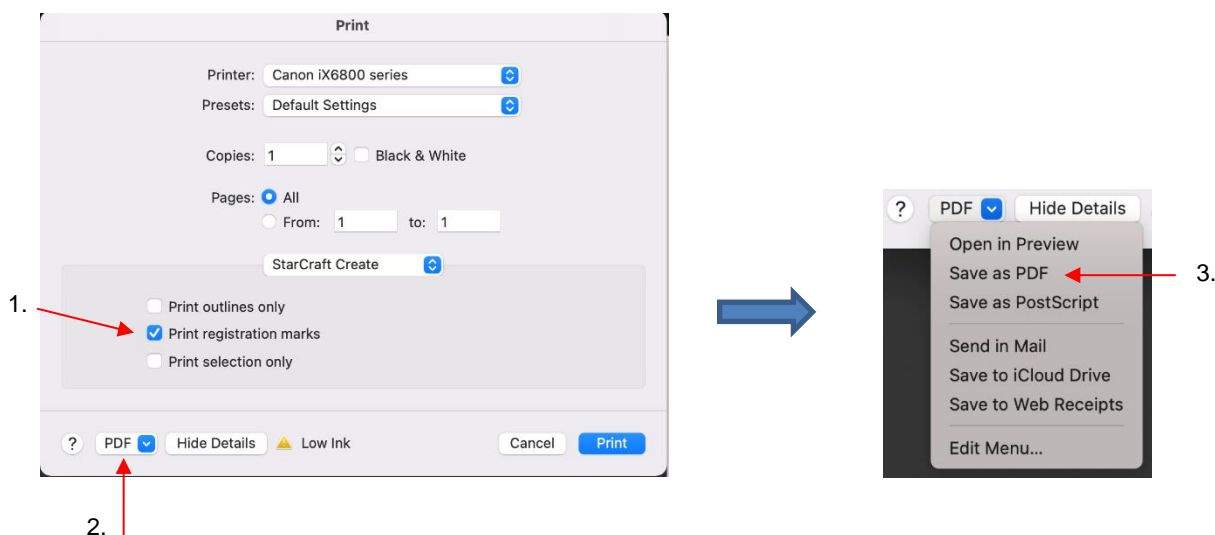 Print
Printer: Canon iX6800 series
Presets: Default Settings
Copies: 1 Black & White
Pages: All
From: 1 to: 1
StarCraft Create
1.
Print outlines only
Print registration marks
Print selection only
? PDF Hide Details Low Ink Cancel Print
2.
? PDF Hide Details
Open in Preview
Save as PDF
3.
Save as PostScript
Send in Mail
Save to iCloud Drive
Save to Web Receipts
Edit Menu...